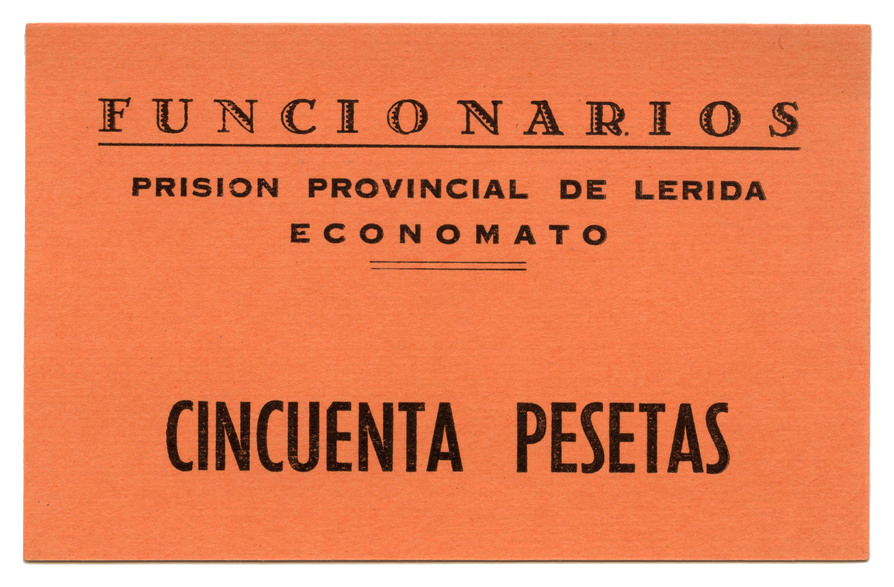 FUNCIONARIOS
PRISION PROVINCIAL DE LERIDA
ECONOMATO
CINCUENTA PESETAS